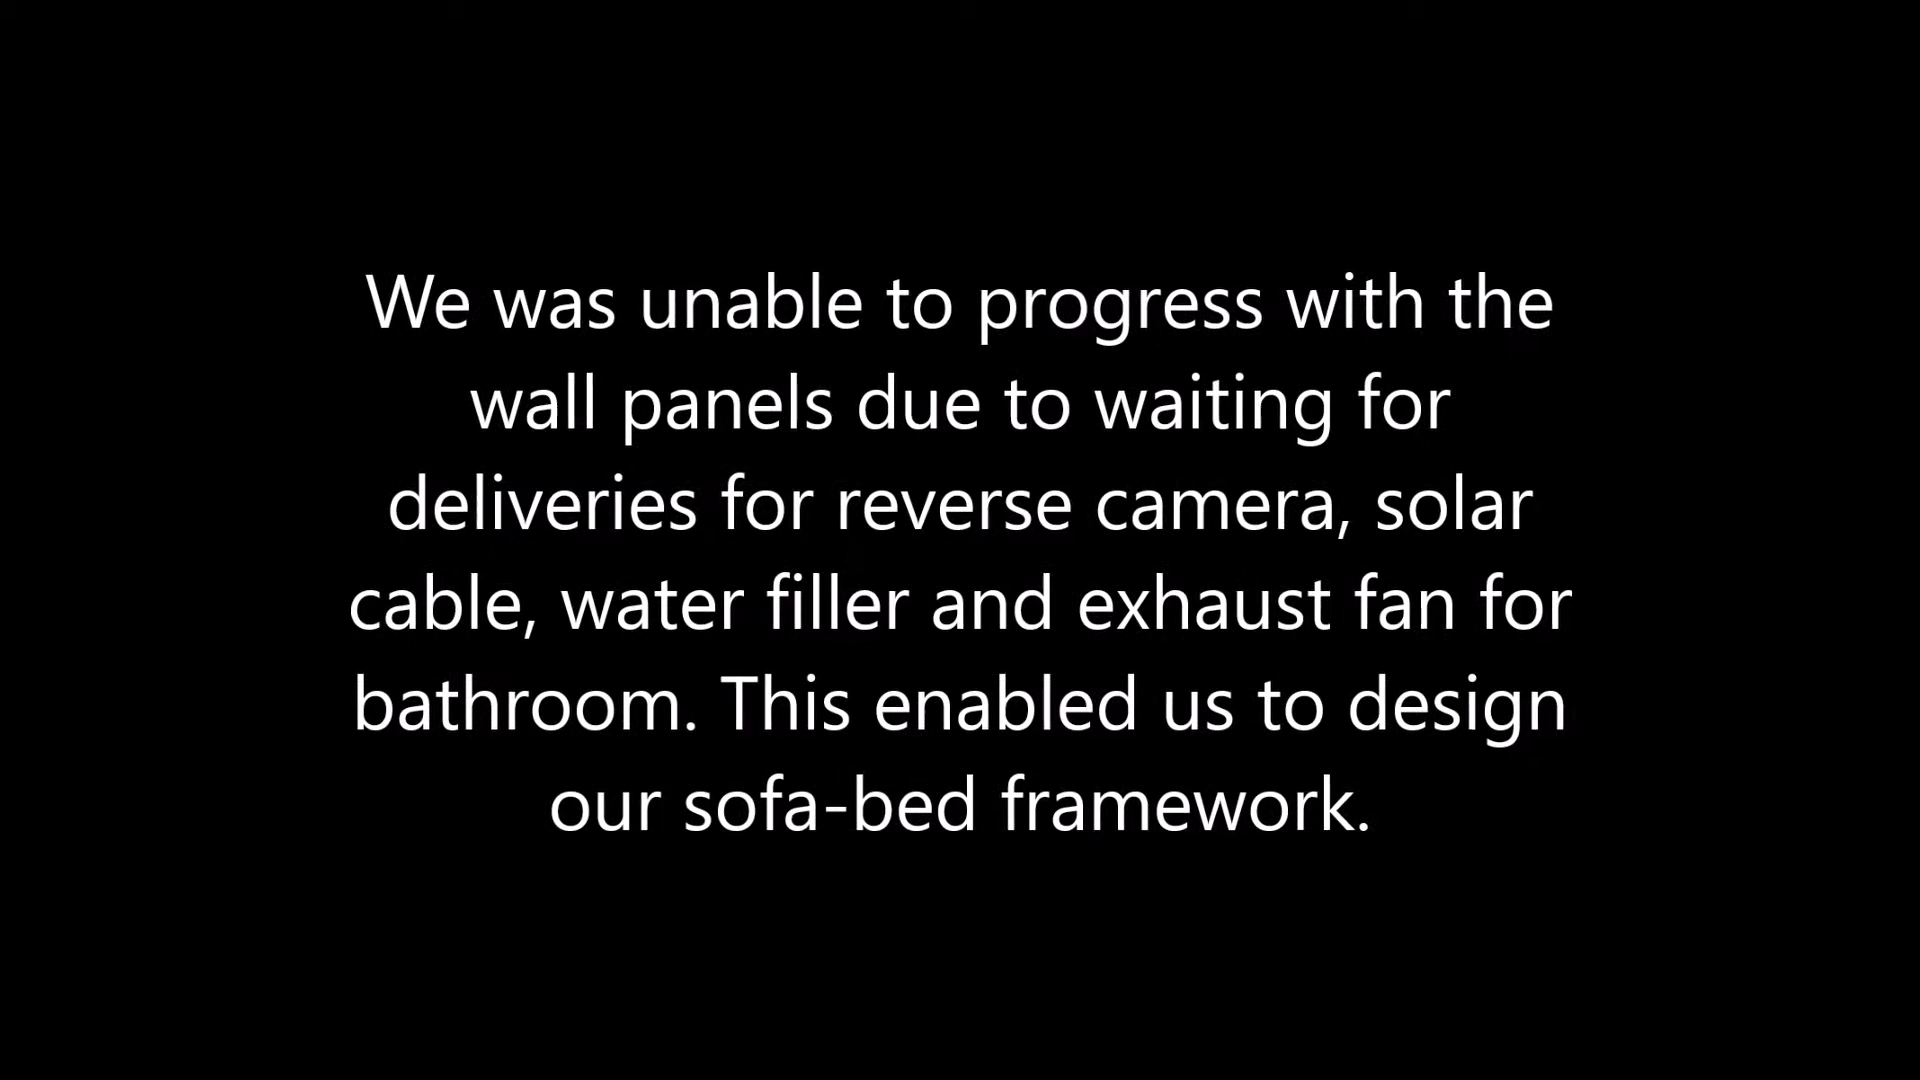 We was unable to progress with the
wall panels due to waiting for
deliveries for reverse camera, solar
cable, water filler and exhaust fan for
bathroom. This enabled us to design
our sofa-bed framework.